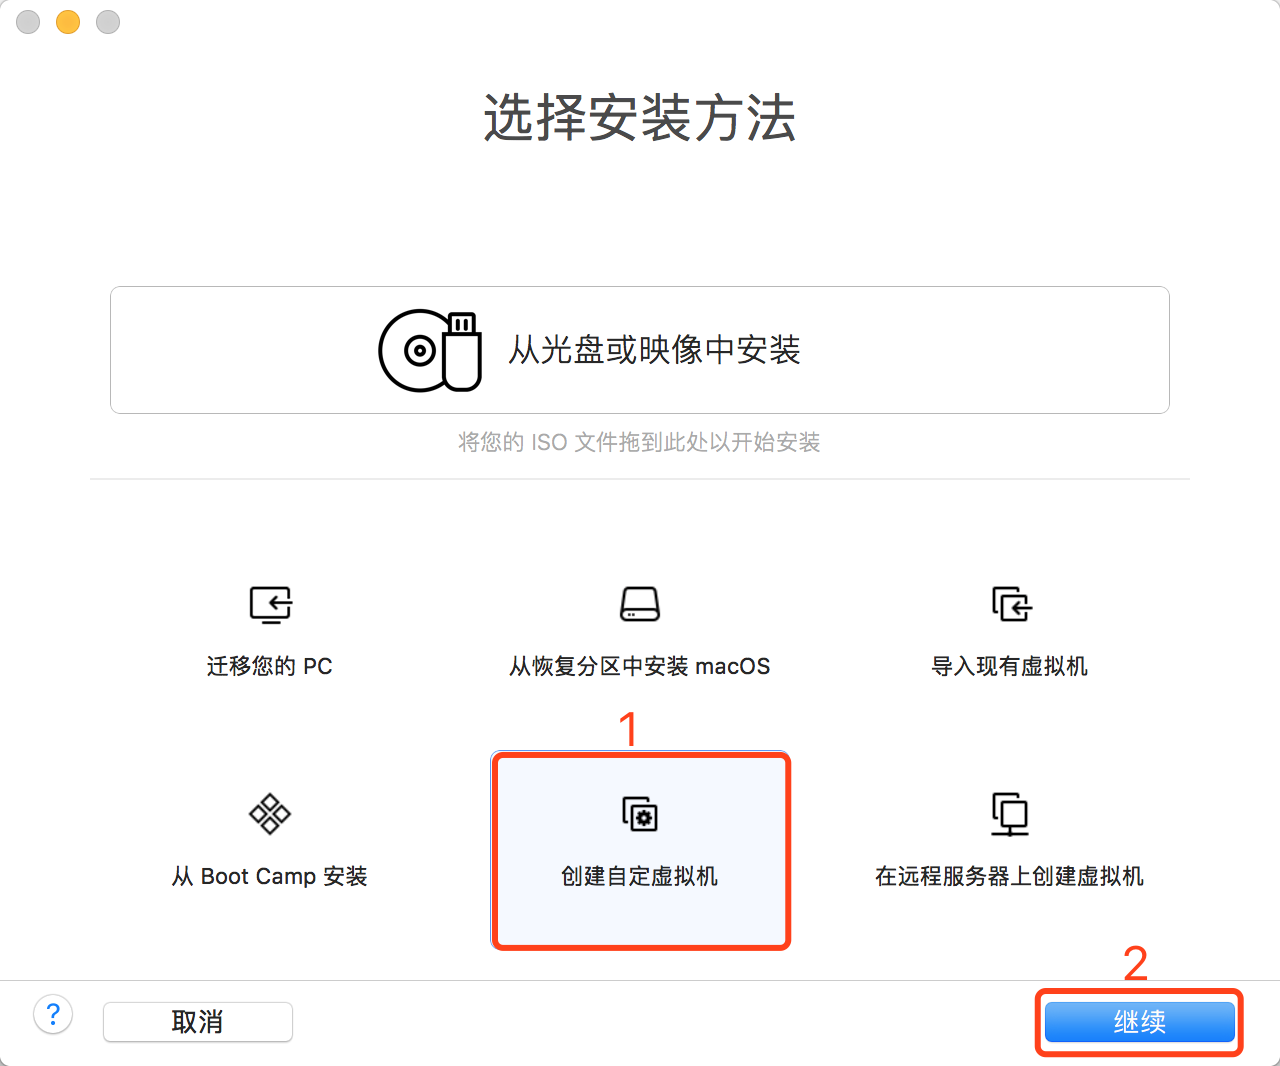 选择安装方法
从光盘或映像中安装
将您的 ISO 文件拖到此处以开始安装
迁移您的 PC
从恢复分区中安装 macOS
导入现有虚拟机
1
从 Boot Camp 安装
创建自定虚拟机
在远程服务器上创建虚拟机
2
?
取消
继续